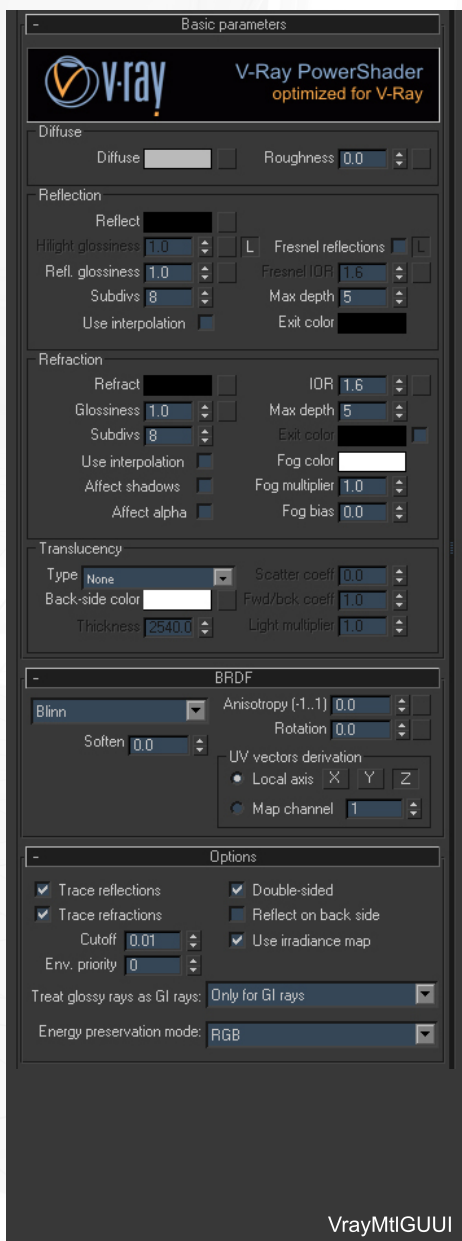 - Basic parameters
v·ray V-Ray PowerShader
optimized for V-Ray
Diffuse
Diffuse Roughness 0.0
Reflection
Reflect
Hilight glossiness 1.0 L Fresnel reflections L
Refl. glossiness 1.0 Fresnel IOR 1.6
Subdivs 8 Max depth 5
Use interpolation Exit color
Refraction
Refract IOR 1.6
Glossiness 1.0 Max depth 5
Subdivs 8 Exit color
Use interpolation Fog color
Affect shadows Fog multiplier 1.0
Affect alpha Fog bias 0.0
Translucency
Type None Scatter coeff 0.0
Back-side color Fwd/bck coeff 1.0
Thickness 2540.0 Light multiplier 1.0
- BRDF
Blinn Anisotropy (-1..1) 0.0
Rotation 0.0
Soften 0.0
UV vectors derivation
Local axis X Y Z
Map channel 1
- Options
Trace reflections Double-sided
Trace refractions Reflect on back side
Cutoff 0.01 Use irradiance map
Env. priority 0
Treat glossy rays as GI rays: Only for GI rays
Energy preservation mode: RGB
VrayMtlGUUI